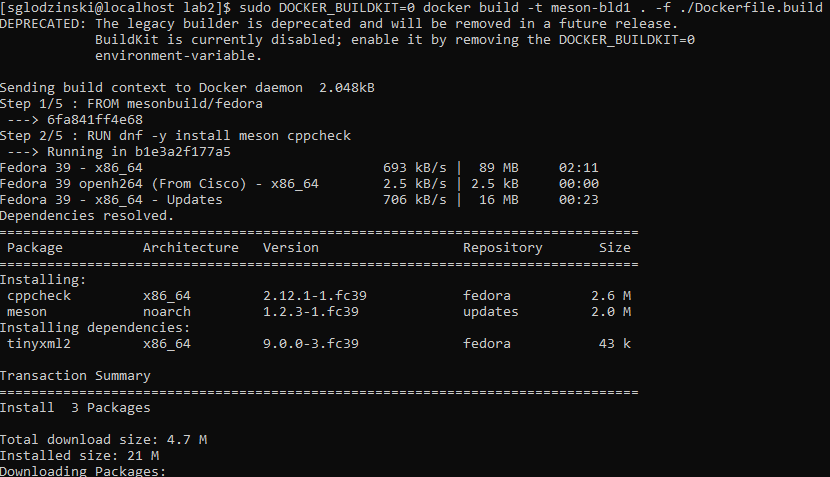 [sglodzinski@localhost lab2]$ sudo DOCKER_BUILDKIT=0 docker build -t meson-bld1 . -f ./Dockerfile.build
DEPRECATED: The legacy builder is deprecated and will be removed in a future release.
            BuildKit is currently disabled; enable it by removing the DOCKER_BUILDKIT=0
            environment-variable.

Sending build context to Docker daemon  2.048kB
Step 1/5 : FROM mesonbuild/fedora
 ---> 6fa841ff4e68
Step 2/5 : RUN dnf -y install meson cppcheck
 ---> Running in b1e3a2f177a5
Fedora 39 - x86_64                              693 kB/s |  89 MB     02:11
Fedora 39 openh264 (From Cisco) - x86_64        2.5 kB/s | 2.5 kB     00:00
Fedora 39 - x86_64 - Updates                    706 kB/s |  16 MB     00:23
Dependencies resolved.
================================================================================
 Package          Architecture   Version                  Repository       Size
================================================================================
Installing:
 cppcheck         x86_64         2.12.1-1.fc39            fedora          2.6 M
 meson            noarch         1.2.3-1.fc39             updates         2.0 M
Installing dependencies:
 tinyxml2         x86_64         9.0.0-3.fc39             fedora           43 k

Transaction Summary
================================================================================
Install  3 Packages

Total download size: 4.7 M
Installed size: 21 M
Downloading Packages: